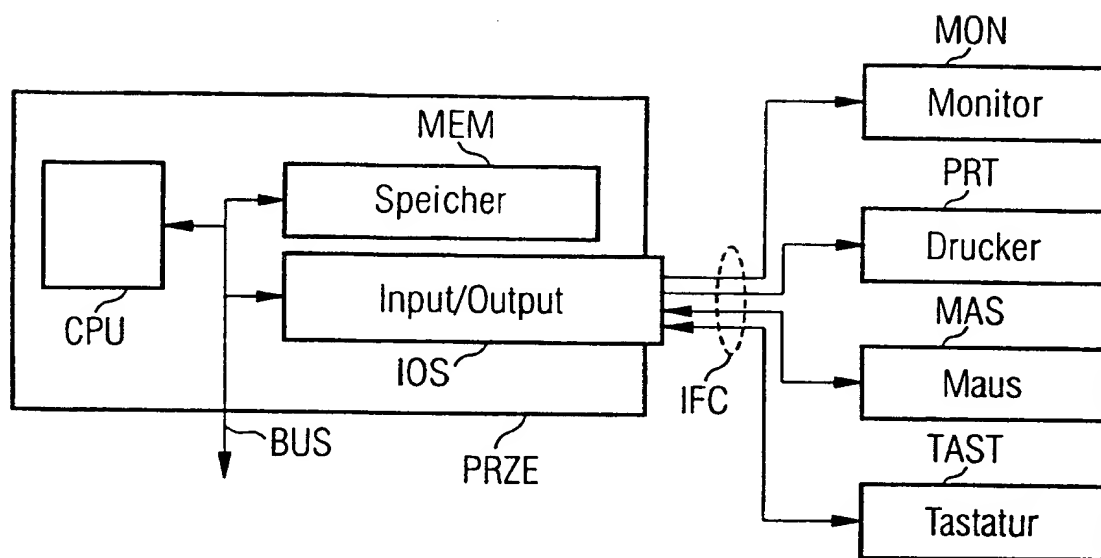 MON
Monitor
MEM
Speicher
PRT
Drucker
Input/Output
CPU
IOS
IFC
MAS
Maus
BUS
PRZE
TAST
Tastatur